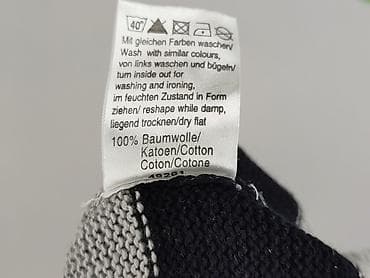 40°
Mit gleichen Farben waschen/
Wash with similar colours,
von links waschen und bügeln/
turn inside out for
washing and ironing,
im feuchten Zustand in Form
ziehen/ reshape while damp,
liegend trocknen/dry flat
100% Baumwolle/
Katoen/Cotton
Coton/Cotone